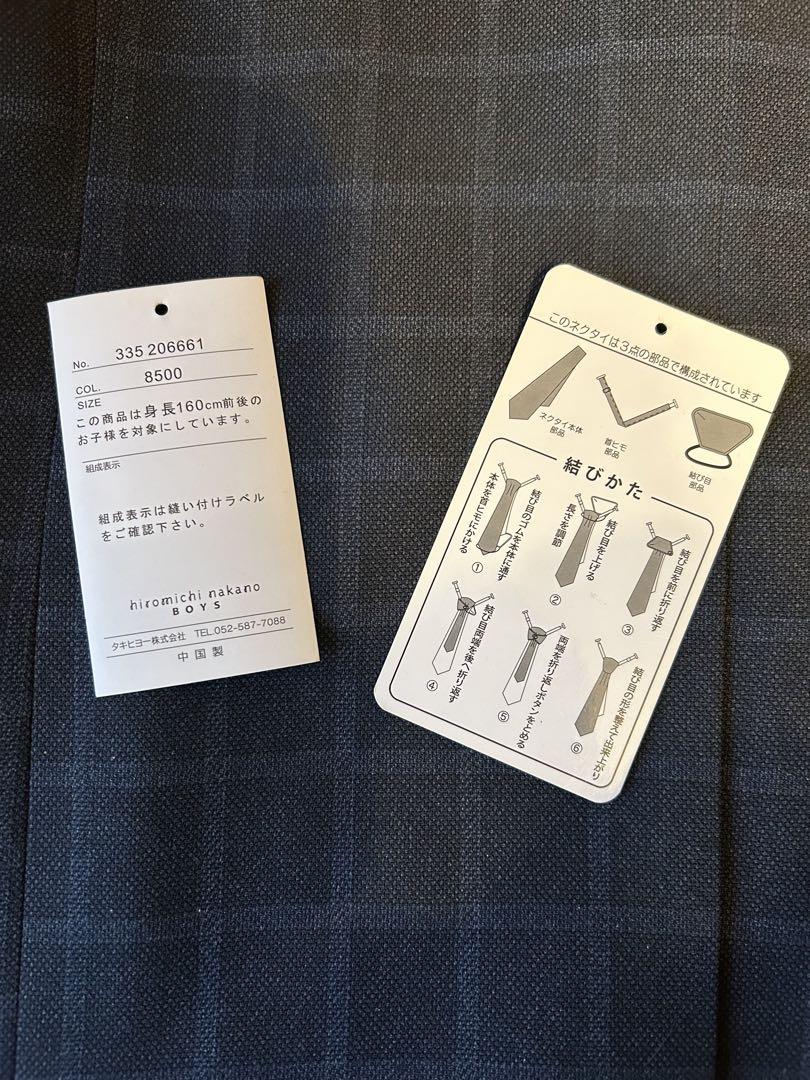 No. 335 206661
COL. 8500
SIZE
この商品は身長160cm前後の
お子様を対象にしています。
組成表示
組成表示は縫い付けラベル
をご確認下さい。
hiromichi nakano
BOYS
タキヒヨー株式会社 TEL.052-587-7088
中国製
このネクタイは3点の部品で構成されています
ネクタイ本体
部品
首ヒモ
部品
結び目
部品
結びかた
結び目のゴムを本体に通す
本体を首ヒモにかける
①
結び目を上げる
長さを調節
②
結び目を前に折り返す
③
結び目両端を後へ折り返す
④
両端を折り返しボタンをとめる
⑤
結び目の形を整えて出来上がり
⑥